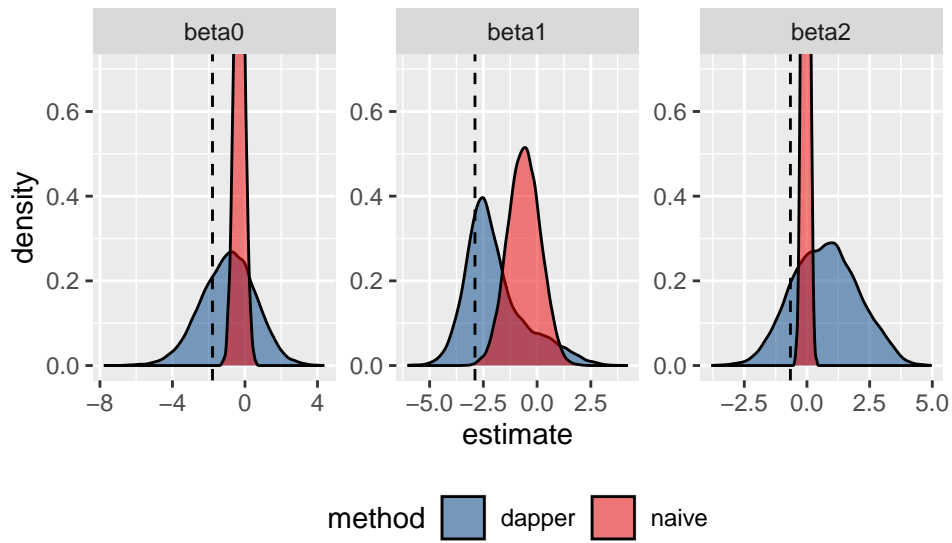 beta0 beta1 beta2
density
0.6 0.6 0.6
0.4 0.4 0.4
0.2 0.2 0.2
0.0 0.0 0.0
−8 −4 0 4 −5.0 −2.5 0.0 2.5 −2.5 0.0 2.5 5.0
estimate
method dapper naive